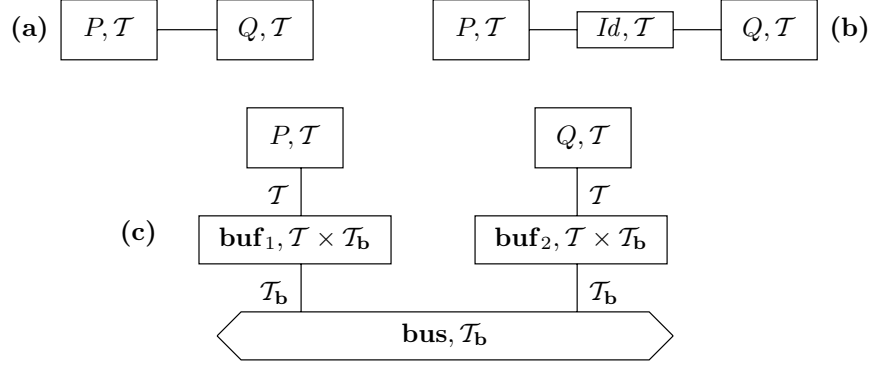 (a) P, 𝒯 Q, 𝒯 P, 𝒯 Id, 𝒯 Q, 𝒯 (b)
P, 𝒯 Q, 𝒯
𝒯 𝒯
(c) buf₁, 𝒯 × 𝒯_b buf₂, 𝒯 × 𝒯_b
𝒯_b 𝒯_b
bus, 𝒯_b